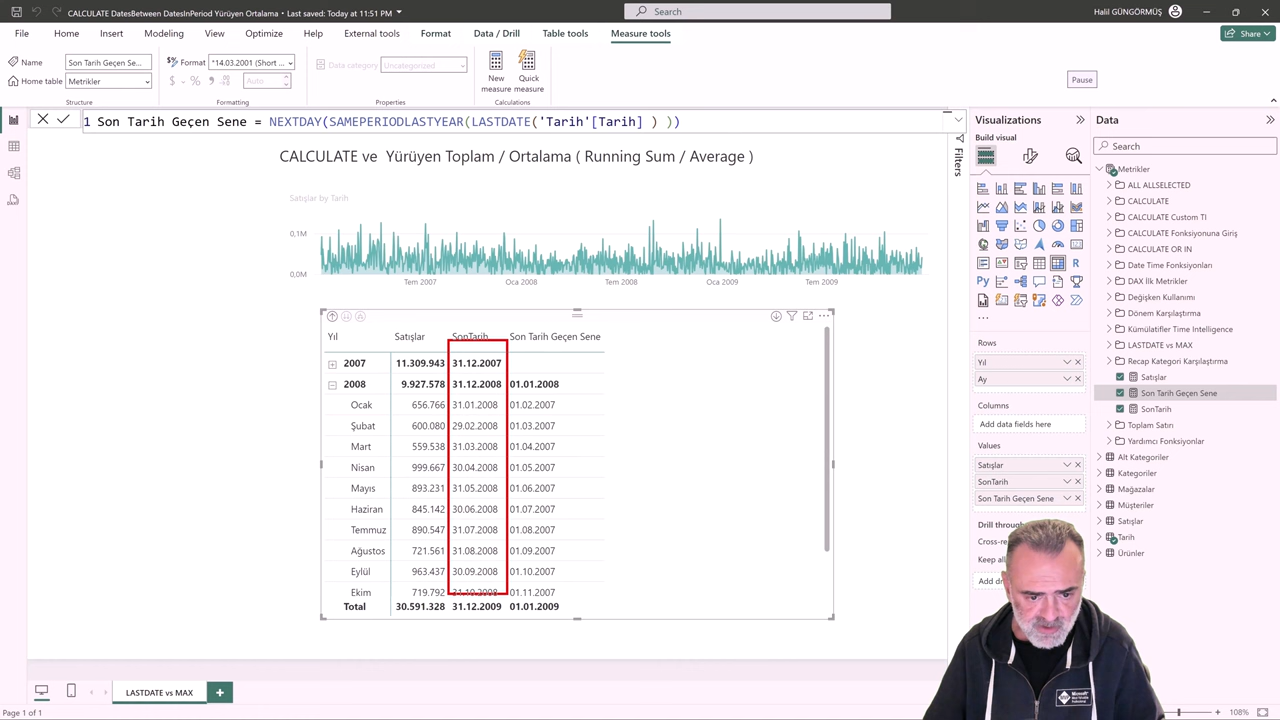 CALCULATE DatesBetween DatesInPeriod Yürüyen Ortalama • Last saved: Today at 11:51 PM
Search
Halil GÜNGÖRMÜŞ
File Home Insert Modeling View Optimize Help External tools Format Data / Drill Table tools Measure tools
Share
Name Son Tarih Geçen Se...
Home table Metrikler
Structure
Format *14.03.2001 (Short ...
$ % Auto
Formatting
Data category Uncategorized
Properties
New measure
Quick measure
Calculations
Pause
1 Son Tarih Geçen Sene = NEXTDAY(SAMEPERIODLASTYEAR(LASTDATE('Tarih'[Tarih] ) ))
CALCULATE ve Yürüyen Toplam / Ortalama ( Running Sum / Average )
Satışlar by Tarih
0,1M
0,0M
Tem 2007 Oca 2008 Tem 2008 Oca 2009 Tem 2009
Yıl Satışlar SonTarih Son Tarih Geçen Sene
2007 11.309.943 31.12.2007
2008 9.927.578 31.12.2008 01.01.2008
Ocak 656.766 31.01.2008 01.02.2007
Şubat 600.080 29.02.2008 01.03.2007
Mart 559.538 31.03.2008 01.04.2007
Nisan 999.667 30.04.2008 01.05.2007
Mayıs 893.231 31.05.2008 01.06.2007
Haziran 845.142 30.06.2008 01.07.2007
Temmuz 890.547 31.07.2008 01.08.2007
Ağustos 721.561 31.08.2008 01.09.2007
Eylül 963.437 30.09.2008 01.10.2007
Ekim 719.792 31.10.2008 01.11.2007
Total 30.591.328 31.12.2009 01.01.2009
Filters
Visualizations
Build visual
R
Py
Rows
Yıl
Ay
Columns
Add data fields here
Values
Satışlar
SonTarih
Son Tarih Geçen Sene
Drill throu
Cross-re
Keep all
Add dr
Data
Search
Metrikler
ALL ALLSELECTED
CALCULATE
CALCULATE Custom TI
CALCULATE Fonksiyonuna Giriş
CALCULATE OR IN
Date Time Fonksiyonları
DAX İlk Metrikler
Değişken Kullanımı
Dönem Karşılaştırma
Kümülatifler Time Intelligence
LASTDATE vs MAX
Recap Kategori Karşılaştırma
Satışlar
Son Tarih Geçen Sene
SonTarih
Toplam Satırı
Yardımcı Fonksiyonlar
Alt Kategoriler
Kategoriler
Mağazalar
Müşteriler
Satışlar
Tarih
Ürünler
Microsoft
LASTDATE vs MAX
Page 1 of 1
108%